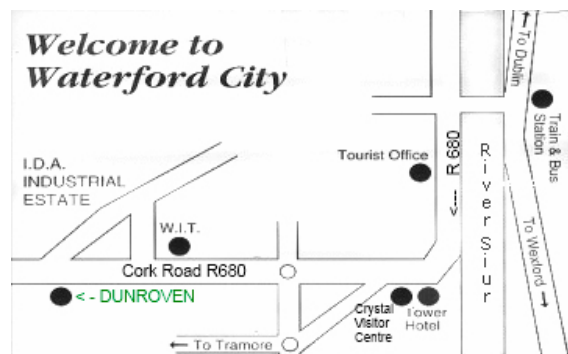 Welcome to
Waterford City
To Dublin
Train & Bus
Station
I.D.A.
INDUSTRIAL
ESTATE
Tourist Office
<--- R 680
River Siur
W.I.T.
To Wexford
Cork Road R680
<- DUNROVEN
Crystal
Visitor
Centre
Tower
Hotel
To Tramore